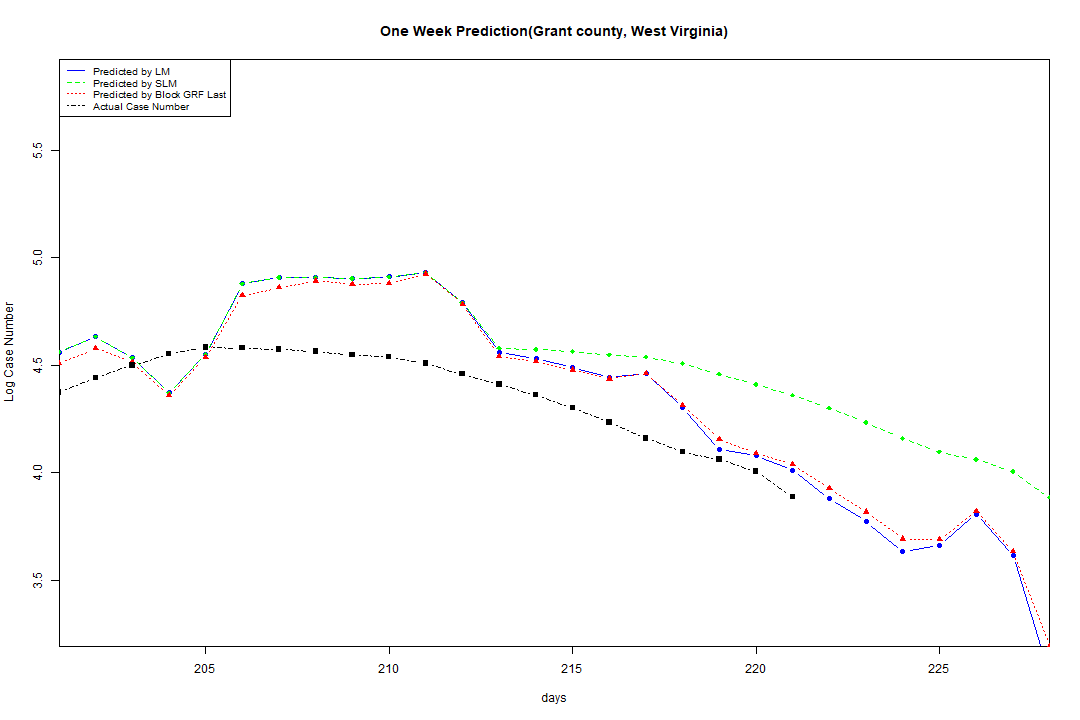 One Week Prediction(Grant county, West Virginia)
Predicted by LM
Predicted by SLM
Predicted by Block GRF Last
Actual Case Number
5.5
5.0
4.5
4.0
3.5
Log Case Number
205 210 215 220 225
days